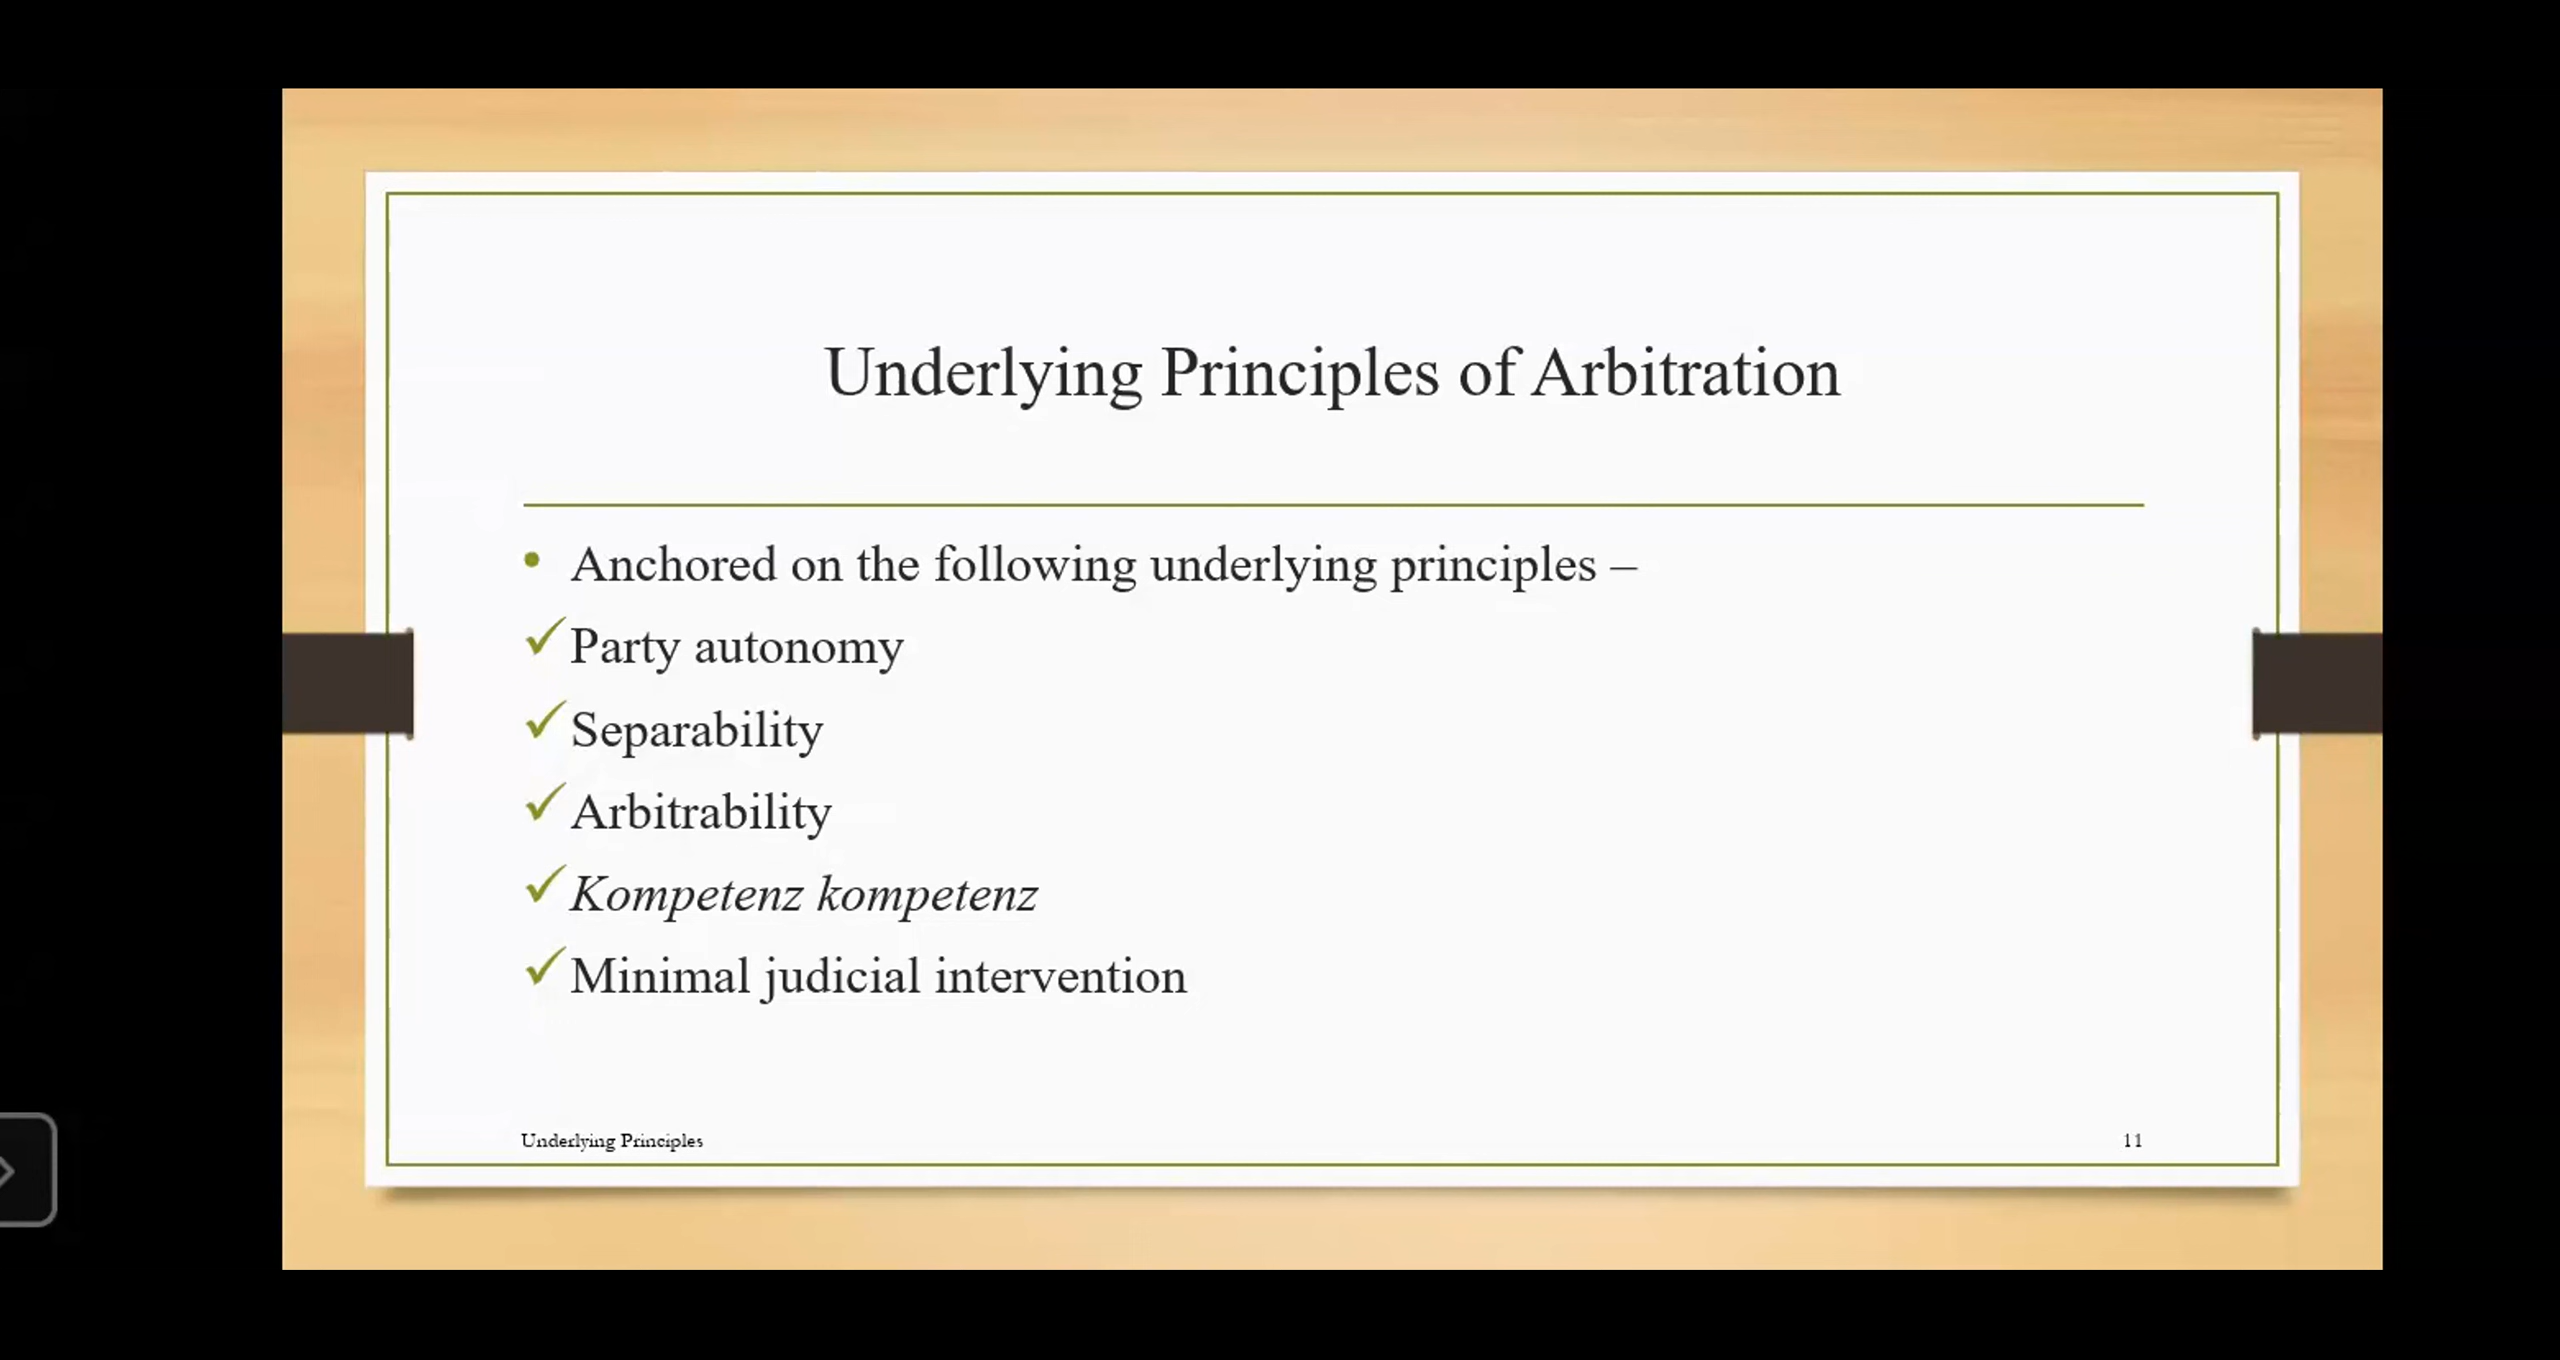 Underlying Principles of Arbitration
• Anchored on the following underlying principles –
✓ Party autonomy
✓ Separability
✓ Arbitrability
✓ Kompetenz kompetenz
✓ Minimal judicial intervention
Underlying Principles
11